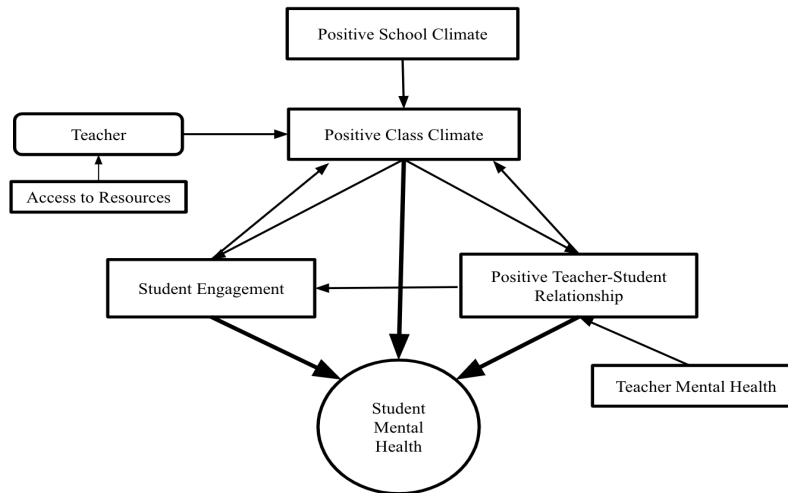 Positive School Climate
Teacher
Positive Class Climate
Access to Resources
Student Engagement
Positive Teacher-Student
Relationship
Teacher Mental Health
Student
Mental
Health